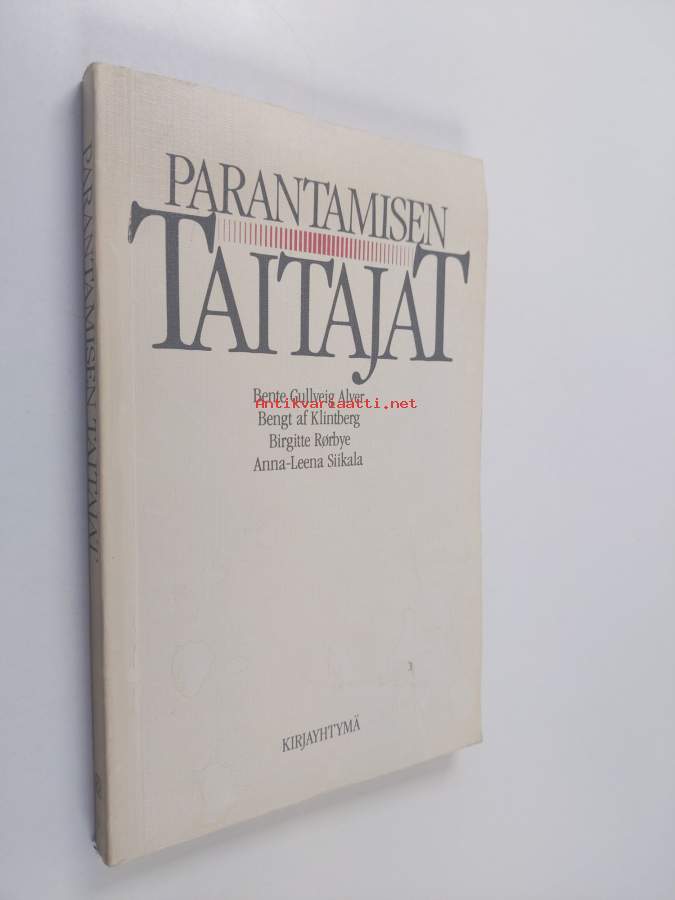 PARANTAMISEN
TAITAJAT
Bente Gullveig Alver
Antikvariaatti.net
Bengt af Klintberg
Birgitte Rørbye
Anna-Leena Siikala
KIRJAYHTYMÄ
PARANTAMISEN TAITAJAT